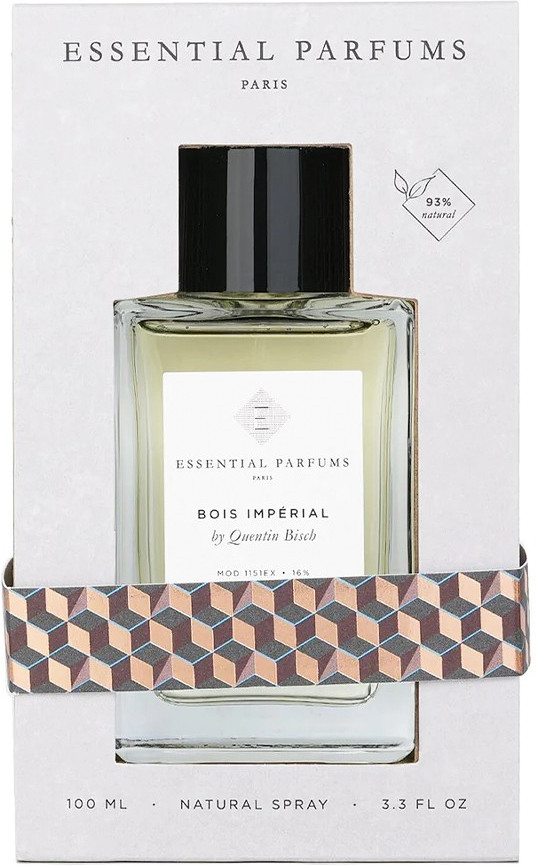 ESSENTIAL PARFUMS
PARIS
93%
natural
ESSENTIAL PARFUMS
PARIS
BOIS IMPÉRIAL
by Quentin Bisch
MOD 1151EX • 16%
100 ML · NATURAL SPRAY · 3.3 FL OZ